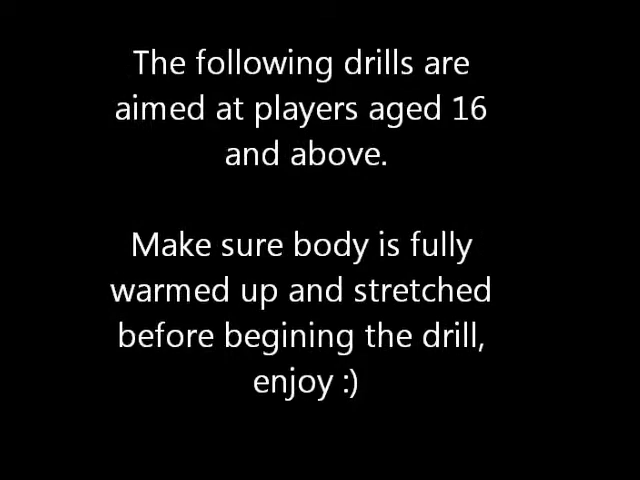 The following drills are
aimed at players aged 16
and above.
Make sure body is fully
warmed up and stretched
before begining the drill,
enjoy :)